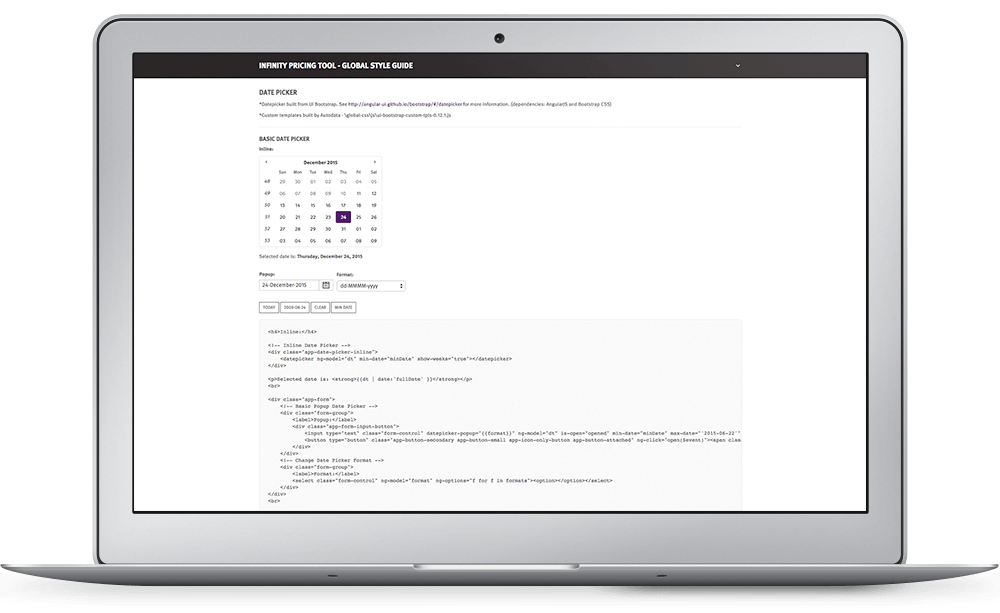 INFINITY PRICING TOOL - GLOBAL STYLE GUIDE
DATE PICKER
*Datepicker built from UI Bootstrap. See http://angular-ui.github.io/bootstrap/#/datepicker for more information. (dependencies: AngularJS and Bootstrap CSS)
*Custom templates built by Autodata - \global-css\js\ui-bootstrap-custom-tpls-0.12.1.js
BASIC DATE PICKER
Inline:
December 2015
Sun Mon Tue Wed Thu Fri Sat
48 29 30 01 02 03 04 05
49 06 07 08 09 10 11 12
50 13 14 15 16 17 18 19
51 20 21 22 23 24 25 26
52 27 28 29 30 31 01 02
53 03 04 05 06 07 08 09
Selected date is: Thursday, December 24, 2015
Popup: Format:
24-December-2015 dd-MMMM-yyyy
TODAY 2009-08-24 CLEAR MIN DATE
<h4>Inline:</h4>
<!-- Inline Date Picker -->
<div class="app-date-picker-inline">
<datepicker ng-model="dt" min-date="minDate" show-weeks="true"></datepicker>
</div>
<p>Selected date is: <strong>{{dt | date:'fullDate' }}</strong></p>
<hr>
<div class="app-form">
<!-- Basic Popup Date Picker -->
<div class="form-group">
<label>Popup:</label>
<div class="app-form-input-button">
<input type="text" class="form-control" datepicker-popup="{{format}}" ng-model="dt" is-open="opened" min-date="minDate" max-date="'2015-06-22'"
<button type="button" class="app-button-secondary app-button-small app-icon-only-button app-button-attached" ng-click="open($event)"><span clas
</div>
</div>
<!-- Change Date Picker Format -->
<div class="form-group">
<label>Format:</label>
<select class="form-control" ng-model="format" ng-options="f for f in formats"><option></option></select>
</div>
</div>
<hr>